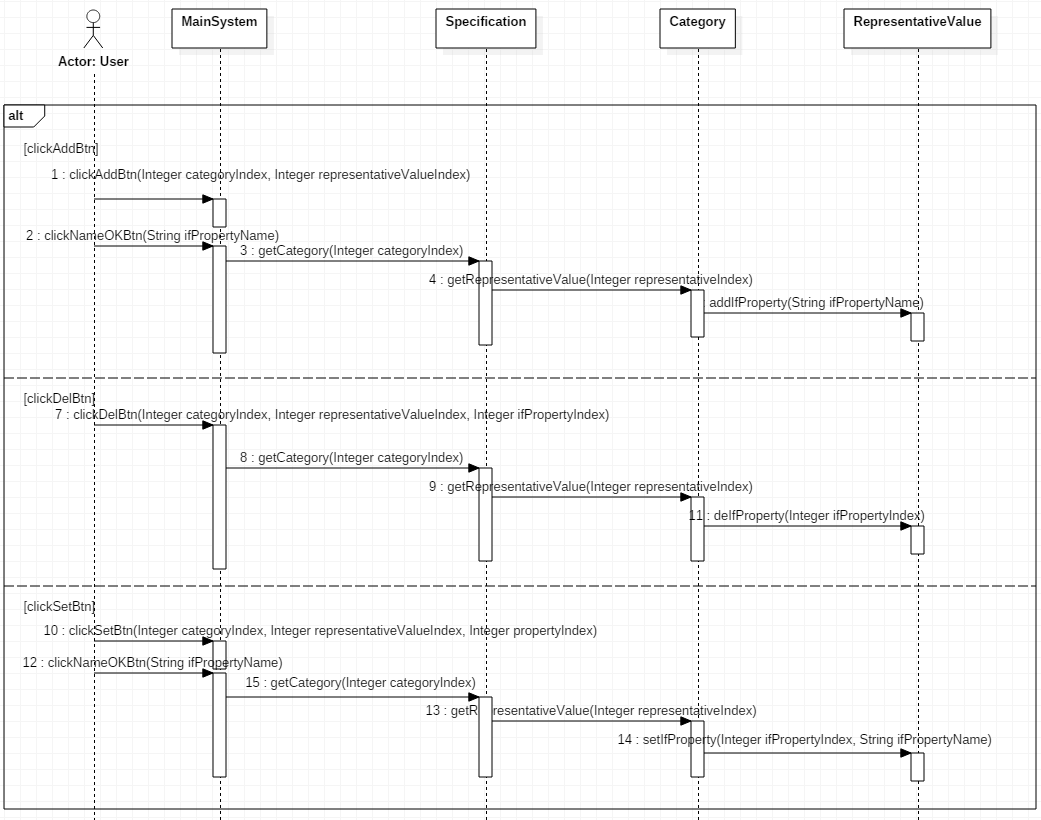 MainSystem
Specification
Category
RepresentativeValue
Actor: User
alt
[clickAddBtn]
1 : clickAddBtn(Integer categoryIndex, Integer representativeValueIndex)
2 : clickNameOKBtn(String ifPropertyName)
3 : getCategory(Integer categoryIndex)
4 : getRepresentativeValue(Integer representativeIndex)
: addIfProperty(String ifPropertyName)
[clickDelBtn]
7 : clickDelBtn(Integer categoryIndex, Integer representativeValueIndex, Integer ifPropertyIndex)
8 : getCategory(Integer categoryIndex)
9 : getRepresentativeValue(Integer representativeIndex)
11 : delfProperty(Integer ifPropertyIndex)
[clickSetBtn]
10 : clickSetBtn(Integer categoryIndex, Integer representativeValueIndex, Integer propertyIndex)
12 : clickNameOKBtn(String ifPropertyName)
15 : getCategory(Integer categoryIndex)
13 : getRepresentativeValue(Integer representativeIndex)
14 : setIfProperty(Integer ifPropertyIndex, String ifPropertyName)